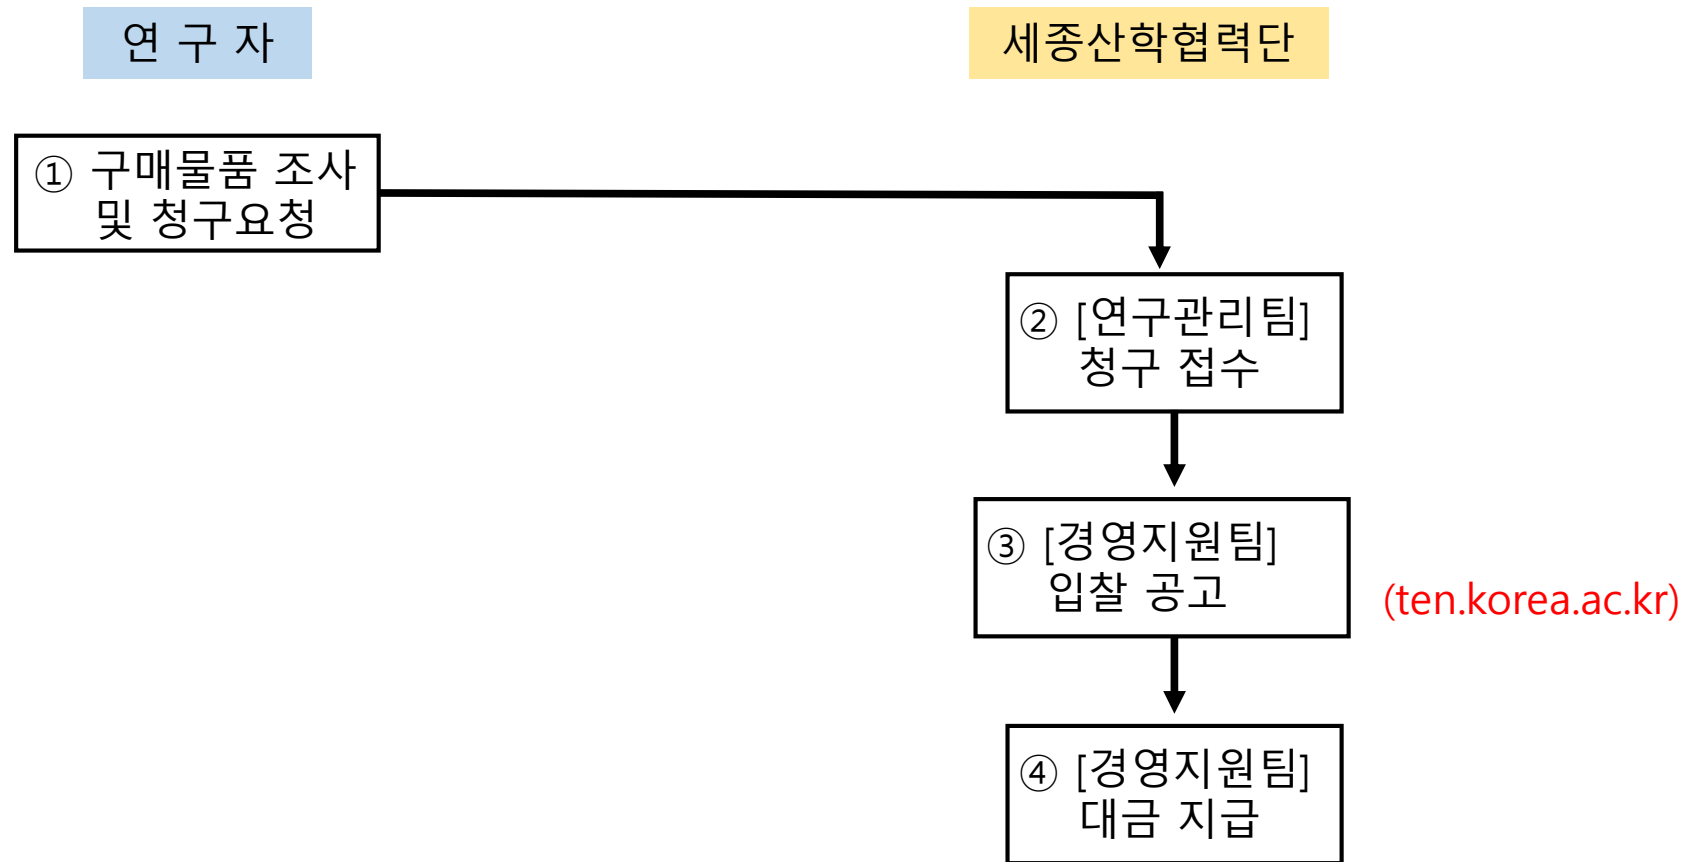 연 구 자
세종산학협력단
① 구매물품 조사
및 청구요청
② [연구관리팀]
청구 접수
③ [경영지원팀]
입찰 공고
(ten.korea.ac.kr)
④ [경영지원팀]
대금 지급